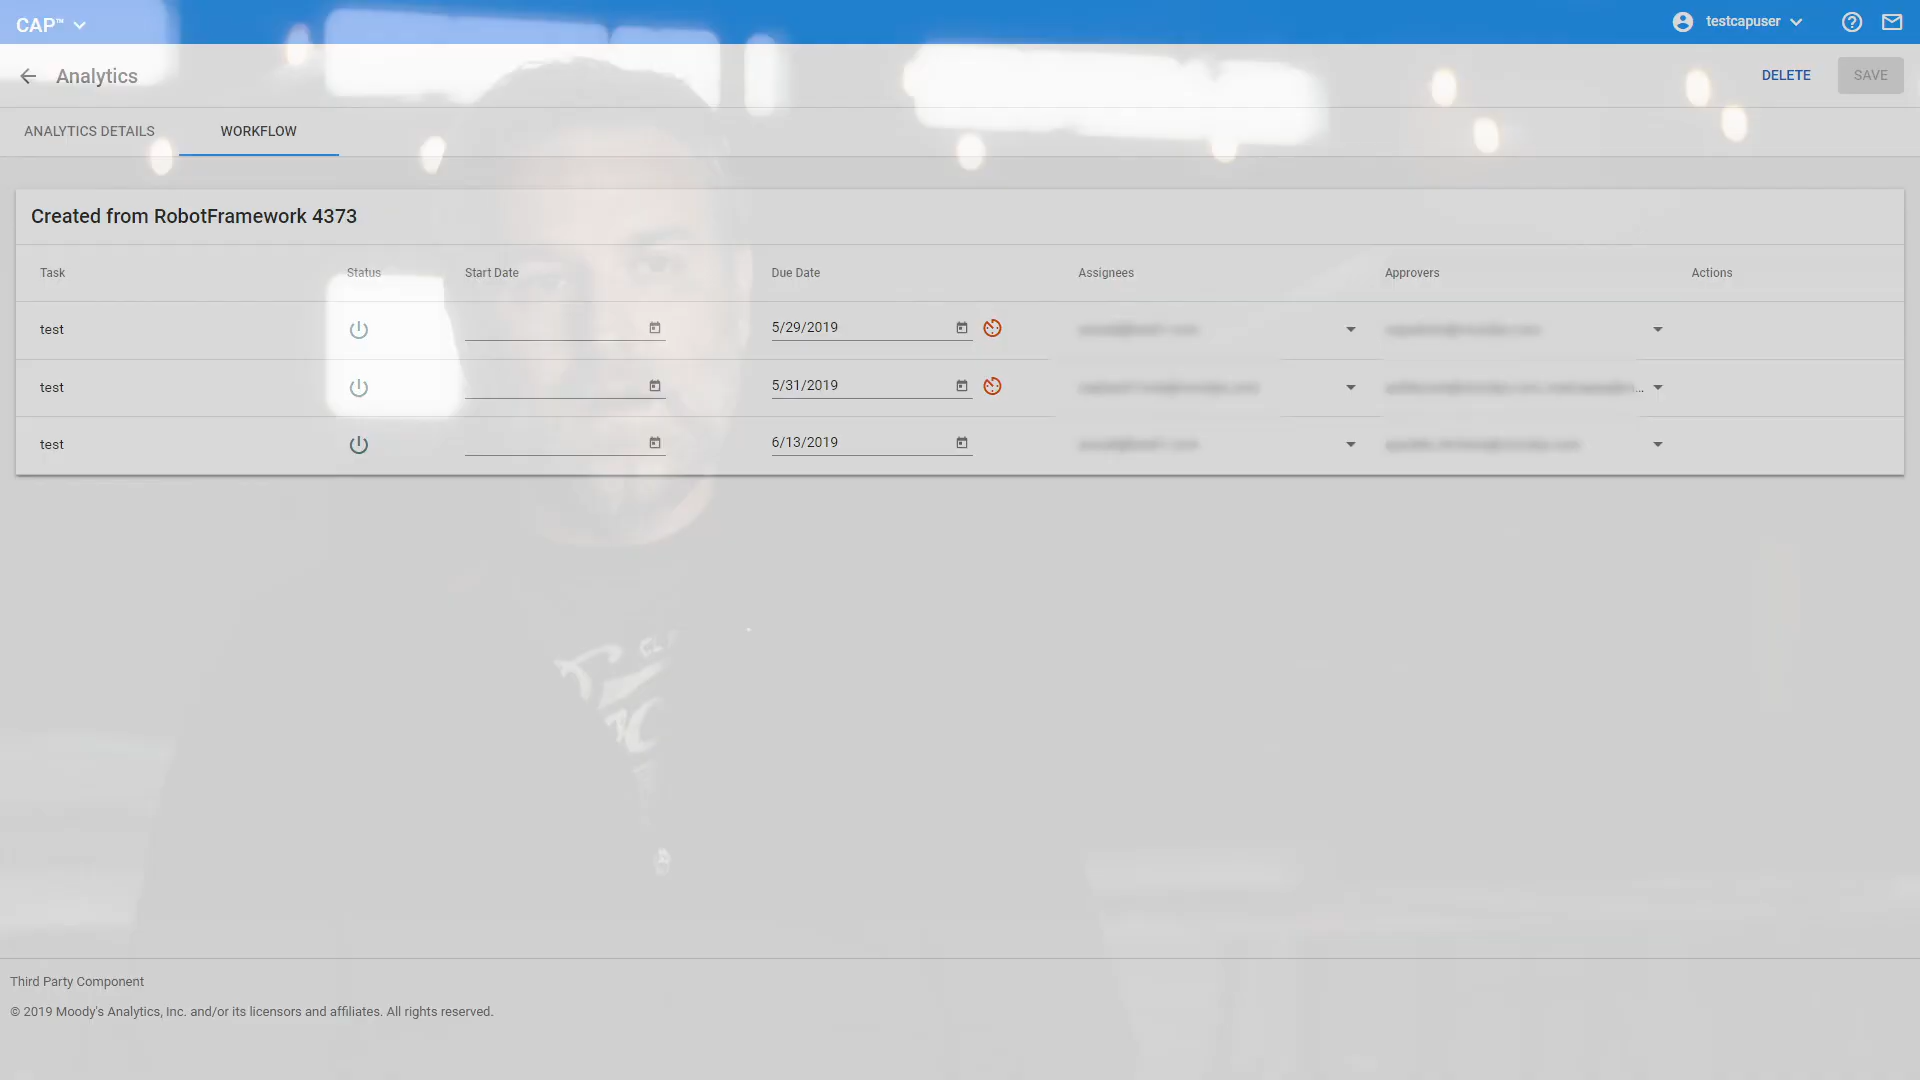 CAP™
testcapuser
Analytics
DELETE
SAVE
ANALYTICS DETAILS
WORKFLOW
Created from RobotFramework 4373
Task
Status
Start Date
Due Date
Assignees
Approvers
Actions
test
5/29/2019
test
5/31/2019
test
6/13/2019
Third Party Component
© 2019 Moody's Analytics, Inc. and/or its licensors and affiliates. All rights reserved.